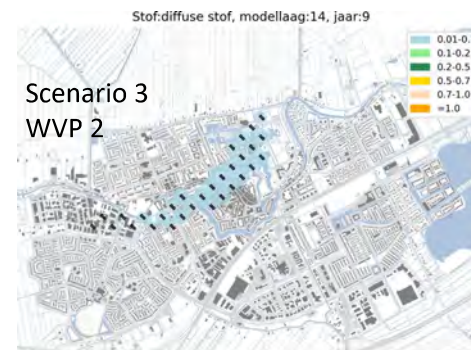 Stof:diffuse stof, modellaag:14, jaar:9
0.01-0.
0.1-0.2
0.2-0.5
0.5-0.7
0.7-1.0
=1.0
Scenario 3
WVP 2